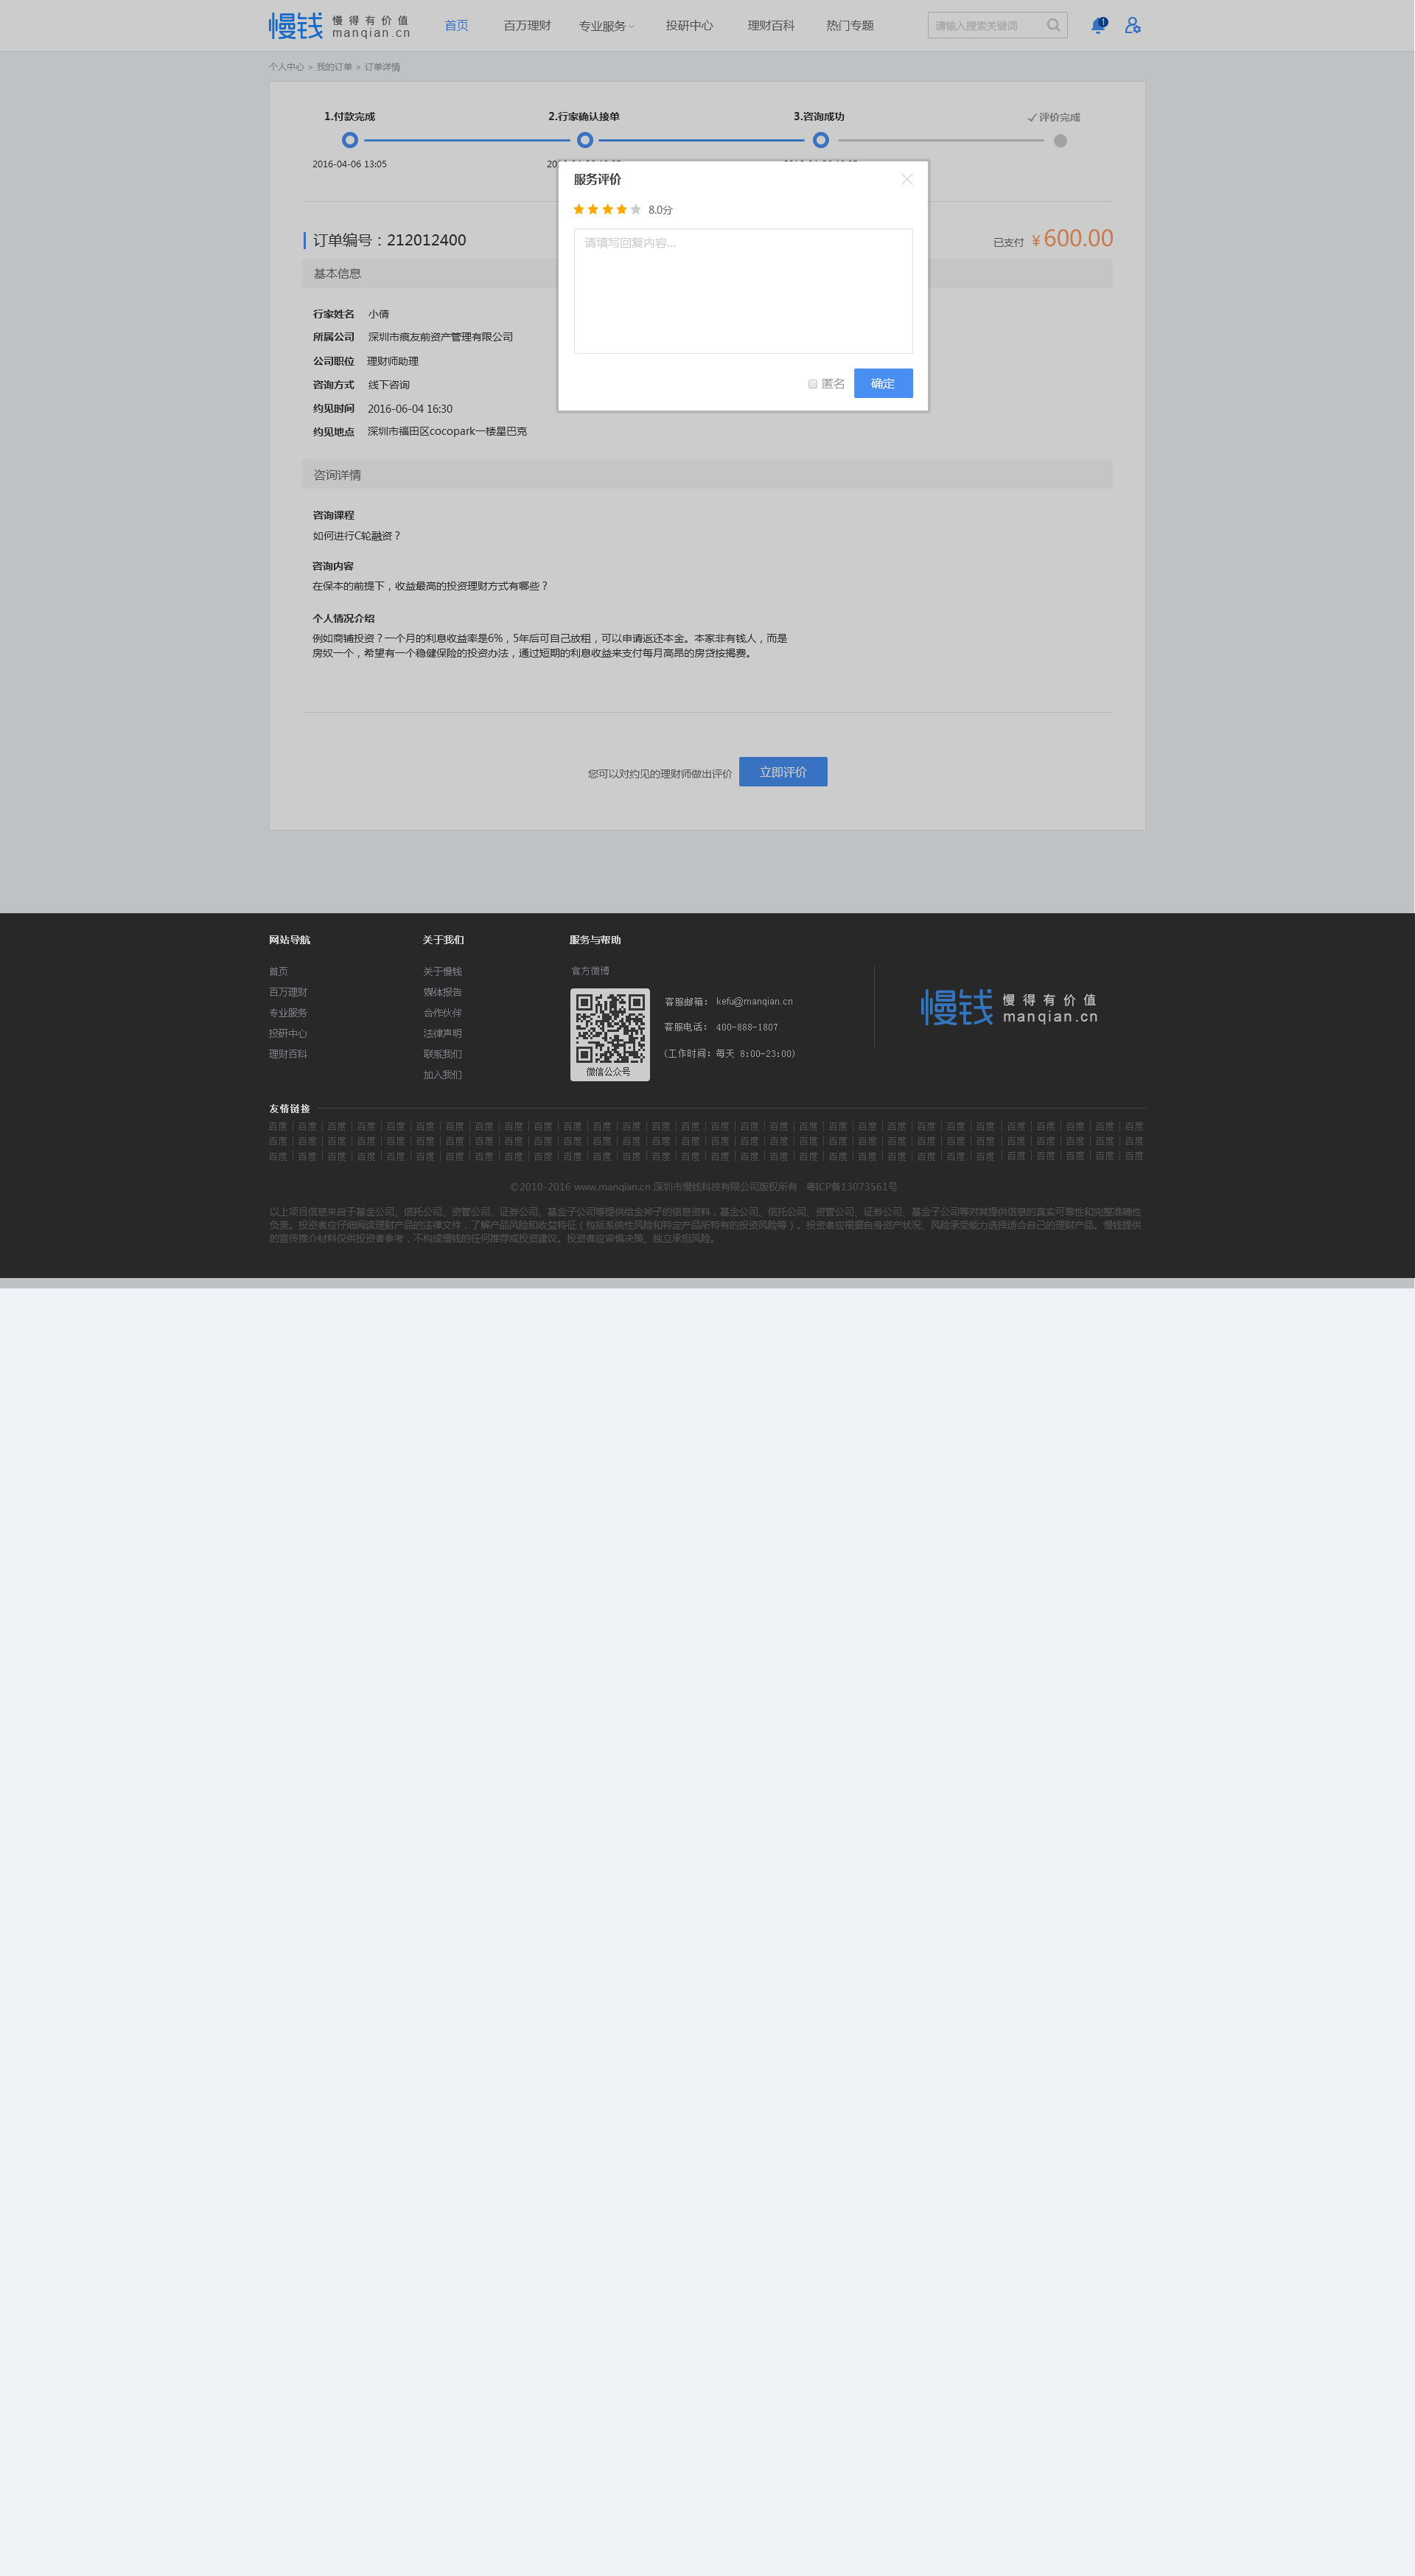 慢钱 慢得有价值 manqian.cn
首页 百万理财 专业服务 投研中心 理财百科 热门专题 请输入搜索关键词 1
个人中心 > 我的订单 > 订单详情
1.付款完成 2.行家确认接单 3.咨询成功 评价完成
2016-04-06 13:05
服务评价
8.0分
请填写回复内容...
匿名 确定
订单编号：212012400 已支付 ¥600.00
基本信息
行家姓名 小倩
所属公司 深圳市疯友前资产管理有限公司
公司职位 理财师助理
咨询方式 线下咨询
约见时间 2016-06-04 16:30
约见地点 深圳市福田区cocopark一楼星巴克
咨询详情
咨询课程
如何进行C轮融资？
咨询内容
在保本的前提下，收益最高的投资理财方式有哪些？
个人情况介绍
例如商铺投资？一个月的利息收益率是6%，5年后可自己放租，可以申请返还本金。本家非有钱人，而是
房奴一个，希望有一个稳健保险的投资办法，通过短期的利息收益来支付每月高昂的房贷按揭费。
您可以对约见的理财师做出评价 立即评价
网站导航 关于我们 服务与帮助
首页 关于慢钱 官方微博
百万理财 媒体报告
专业服务 合作伙伴
投研中心 法律声明
理财百科 联系我们
加入我们
微信公众号
客服邮箱： kefu@manqian.cn
客服电话： 400-888-1807
(工作时间：每天 8:00-23:00)
慢钱 慢得有价值 manqian.cn
友情链接
百度 | 百度 | 百度 | 百度 | 百度 | 百度 | 百度 | 百度 | 百度 | 百度 | 百度 | 百度 | 百度 | 百度 | 百度 | 百度 | 百度 | 百度 | 百度 | 百度 | 百度 | 百度 | 百度 | 百度 | 百度 | 百度 | 百度 | 百度 | 百度 | 百度
百度 | 百度 | 百度 | 百度 | 百度 | 百度 | 百度 | 百度 | 百度 | 百度 | 百度 | 百度 | 百度 | 百度 | 百度 | 百度 | 百度 | 百度 | 百度 | 百度 | 百度 | 百度 | 百度 | 百度 | 百度 | 百度 | 百度 | 百度 | 百度 | 百度
百度 | 百度 | 百度 | 百度 | 百度 | 百度 | 百度 | 百度 | 百度 | 百度 | 百度 | 百度 | 百度 | 百度 | 百度 | 百度 | 百度 | 百度 | 百度 | 百度 | 百度 | 百度 | 百度 | 百度 | 百度 | 百度 | 百度 | 百度 | 百度 | 百度
©2010-2016 www.manqian.cn 深圳市慢钱科技有限公司版权所有 粤ICP备13073561号
以上项目信息来自于基金公司、信托公司、资管公司、证券公司、基金子公司等提供给金斧子的信息资料，基金公司、信托公司、资管公司、证券公司、基金子公司等对其提供信息的真实可靠性和完整准确性
负责。投资者应仔细阅读理财产品的法律文件，了解产品风险和收益特征（包括系统性风险和特定产品所特有的投资风险等）。投资者应根据自身资产状况、风险承受能力选择适合自己的理财产品。慢钱提供
的宣传推介材料仅供投资者参考，不构成慢钱的任何推荐或投资建议。投资者应审慎决策、独立承担风险。